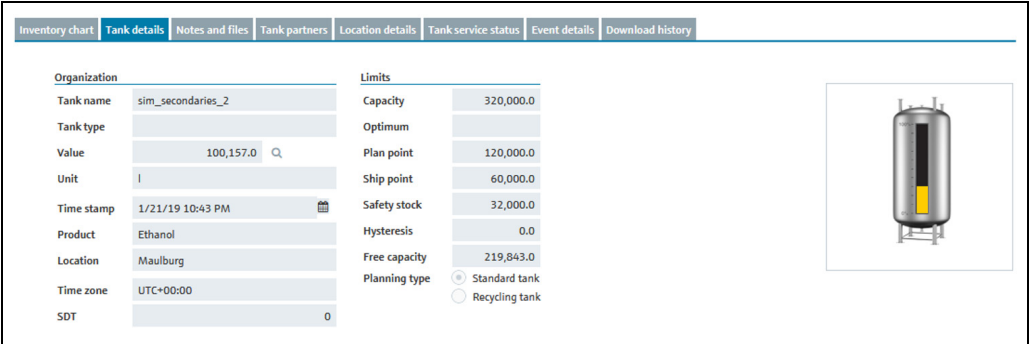 Inventory chart Tank details Notes and files Tank partners Location details Tank service status Event details Download history
Organization
Tank name sim_secondaries_2
Tank type
Value 100,157.0
Unit l
Time stamp 1/21/19 10:43 PM
Product Ethanol
Location Maulburg
Time zone UTC+00:00
SDT 0
Limits
Capacity 320,000.0
Optimum
Plan point 120,000.0
Ship point 60,000.0
Safety stock 32,000.0
Hysteresis 0.0
Free capacity 219,843.0
Planning type Standard tank
Recycling tank